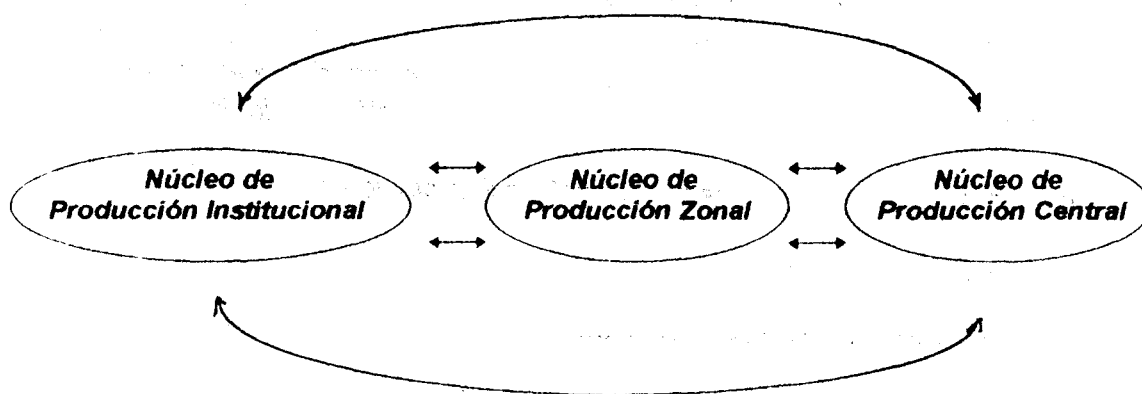 Núcleo de
Producción Institucional
Núcleo de
Producción Zonal
Núcleo de
Producción Central